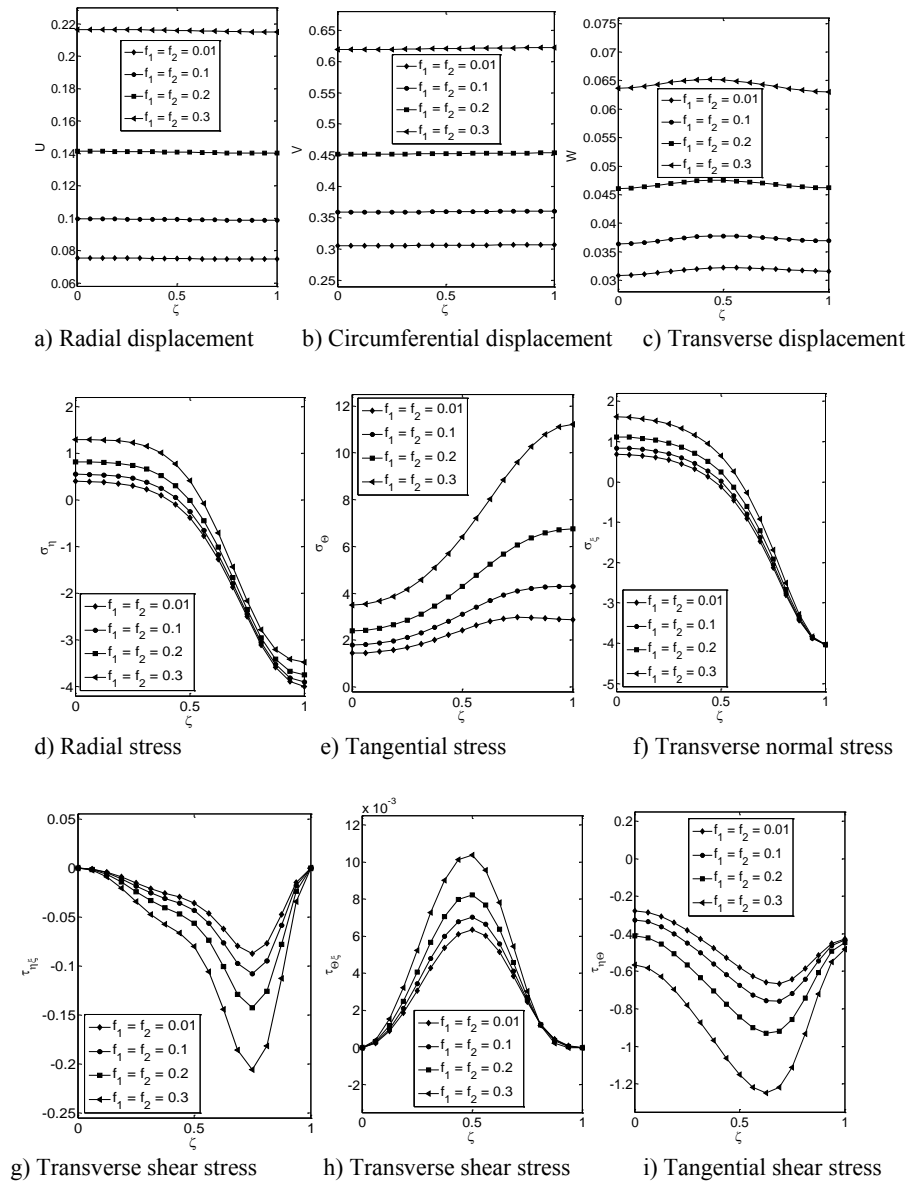 0.22
0.2
0.18
0.16
0.14
0.12
0.1
0.08
0.06
U
f1 = f2 = 0.01
f1 = f2 = 0.1
f1 = f2 = 0.2
f1 = f2 = 0.3
0 0.5 1
ζ
a) Radial displacement
0.65
0.6
0.55
0.5
0.45
0.4
0.35
0.3
0.25
V
f1 = f2 = 0.01
f1 = f2 = 0.1
f1 = f2 = 0.2
f1 = f2 = 0.3
0 0.5 1
ζ
b) Circumferential displacement
0.075
0.07
0.065
0.06
0.055
0.05
0.045
0.04
0.035
0.03
W
f1 = f2 = 0.01
f1 = f2 = 0.1
f1 = f2 = 0.2
f1 = f2 = 0.3
0 0.5 1
ζ
c) Transverse displacement
2
1
0
-1
-2
-3
-4
ση
f1 = f2 = 0.01
f1 = f2 = 0.1
f1 = f2 = 0.2
f1 = f2 = 0.3
0 0.5 1
ζ
d) Radial stress
12
10
8
6
4
2
0
σΘ
f1 = f2 = 0.01
f1 = f2 = 0.1
f1 = f2 = 0.2
f1 = f2 = 0.3
0 0.5 1
ζ
e) Tangential stress
2
1
0
-1
-2
-3
-4
-5
σξ
f1 = f2 = 0.01
f1 = f2 = 0.1
f1 = f2 = 0.2
f1 = f2 = 0.3
0 0.5 1
ζ
f) Transverse normal stress
0.05
0
-0.05
-0.1
-0.15
-0.2
-0.25
τηξ
f1 = f2 = 0.01
f1 = f2 = 0.1
f1 = f2 = 0.2
f1 = f2 = 0.3
0 0.5 1
ζ
g) Transverse shear stress
x 10-3
12
10
8
6
4
2
0
-2
τΘξ
f1 = f2 = 0.01
f1 = f2 = 0.1
f1 = f2 = 0.2
f1 = f2 = 0.3
0 0.5 1
ζ
h) Transverse shear stress
0.2
0
-0.2
-0.4
-0.6
-0.8
-1
-1.2
τηΘ
f1 = f2 = 0.01
f1 = f2 = 0.1
f1 = f2 = 0.2
f1 = f2 = 0.3
0 0.5 1
ζ
i) Tangential shear stress